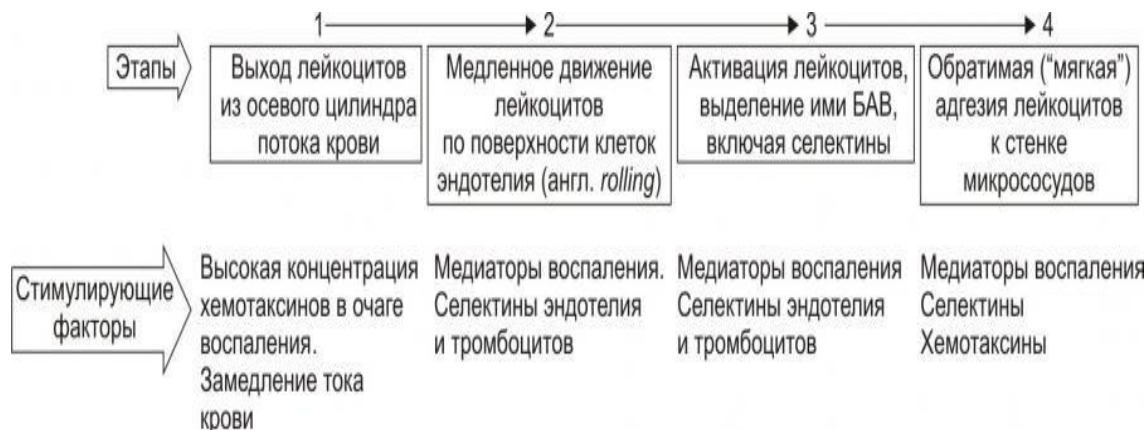 1 2 3 4
Этапы
Выход лейкоцитов
из осевого цилиндра
потока крови
Медленное движение
лейкоцитов
по поверхности клеток
эндотелия (англ. rolling)
Активация лейкоцитов,
выделение ими БАВ,
включая селектины
Обратимая (“мягкая”)
адгезия лейкоцитов
к стенке
микрососудов
Стимулирующие
факторы
Высокая концентрация
хемотаксинов в очаге
воспаления.
Замедление тока
крови
Медиаторы воспаления.
Селектины эндотелия
и тромбоцитов
Медиаторы воспаления
Селектины эндотелия
и тромбоцитов
Медиаторы воспаления
Селектины
Хемотаксины